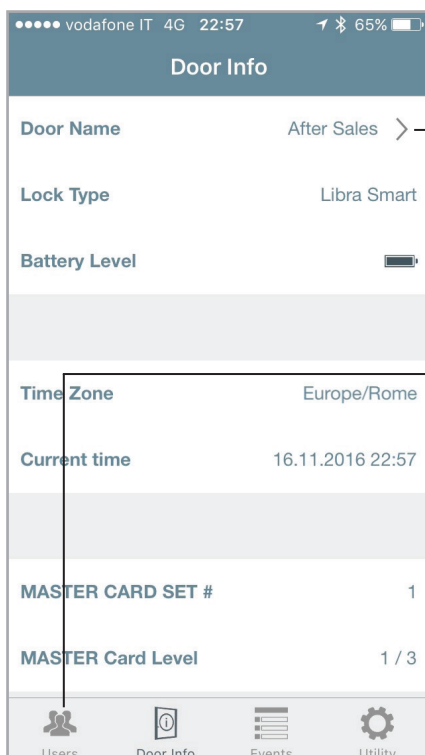 vodafone IT 4G 22:57 65%
Door Info
Door Name After Sales
Lock Type Libra Smart
Battery Level
Time Zone Europe/Rome
Current time 16.11.2016 22:57
MASTER CARD SET # 1
MASTER Card Level 1 / 3
Users Door Info Events Utility